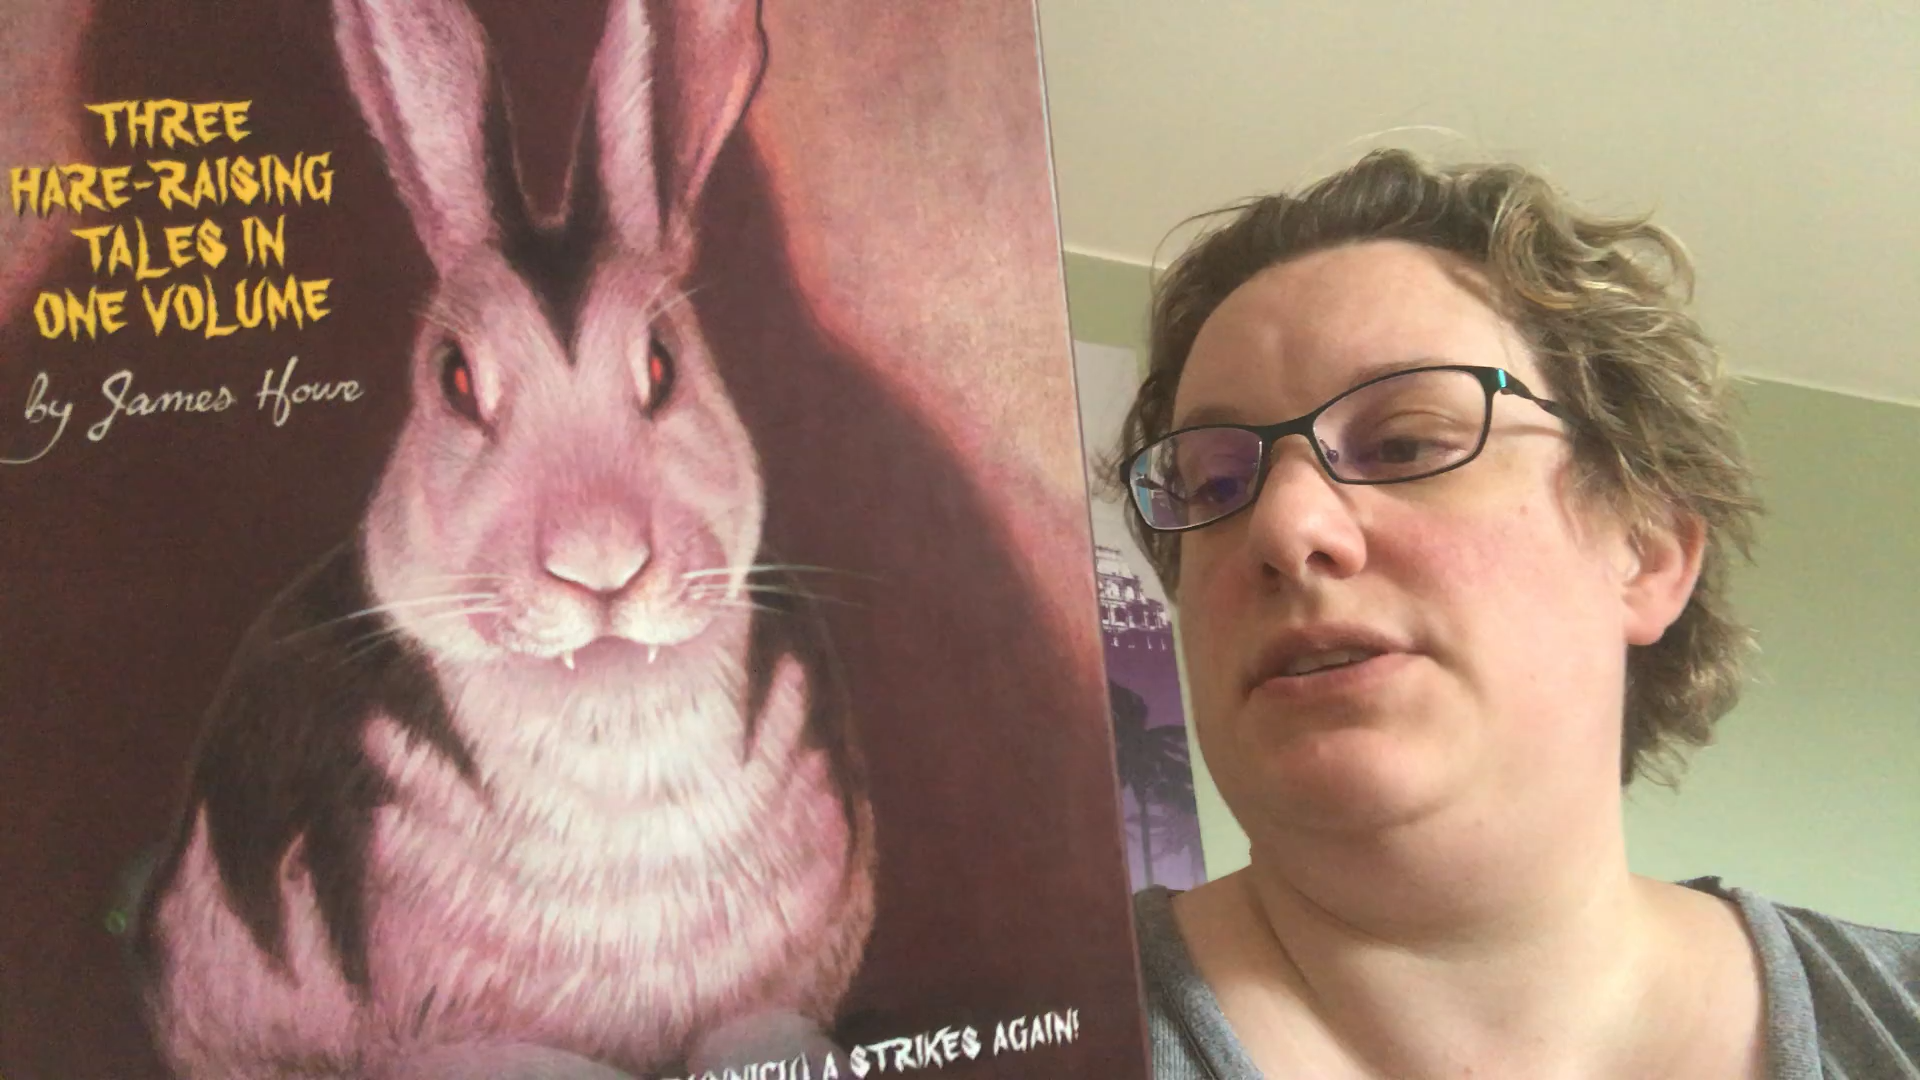 THREE
HARE-RAISING
TALES IN
ONE VOLUME
by James Howe
STRIKES AGAIN!